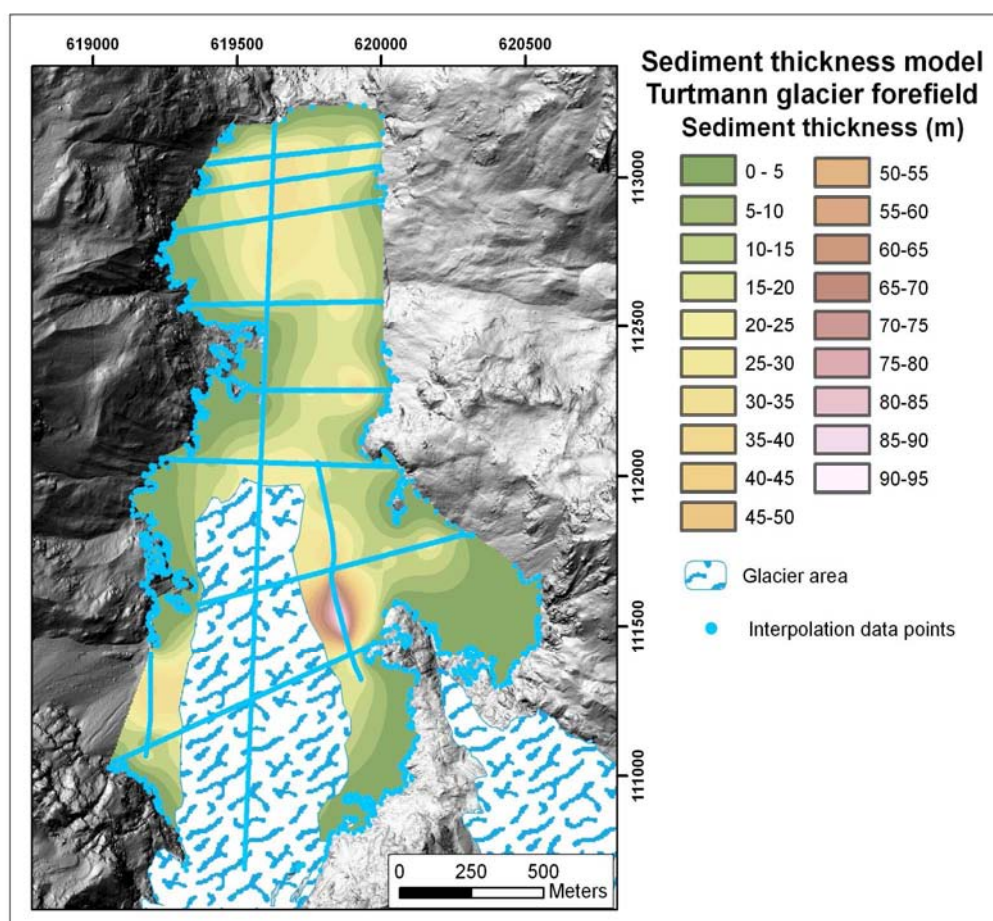 619000 619500 620000 620500
Sediment thickness model
Turtmann glacier forefield
Sediment thickness (m)
0 - 5
5-10
10-15
15-20
20-25
25-30
30-35
35-40
40-45
45-50
50-55
55-60
60-65
65-70
70-75
75-80
80-85
85-90
90-95
Glacier area
Interpolation data points
113000
112500
112000
111500
111000
0 250 500
Meters